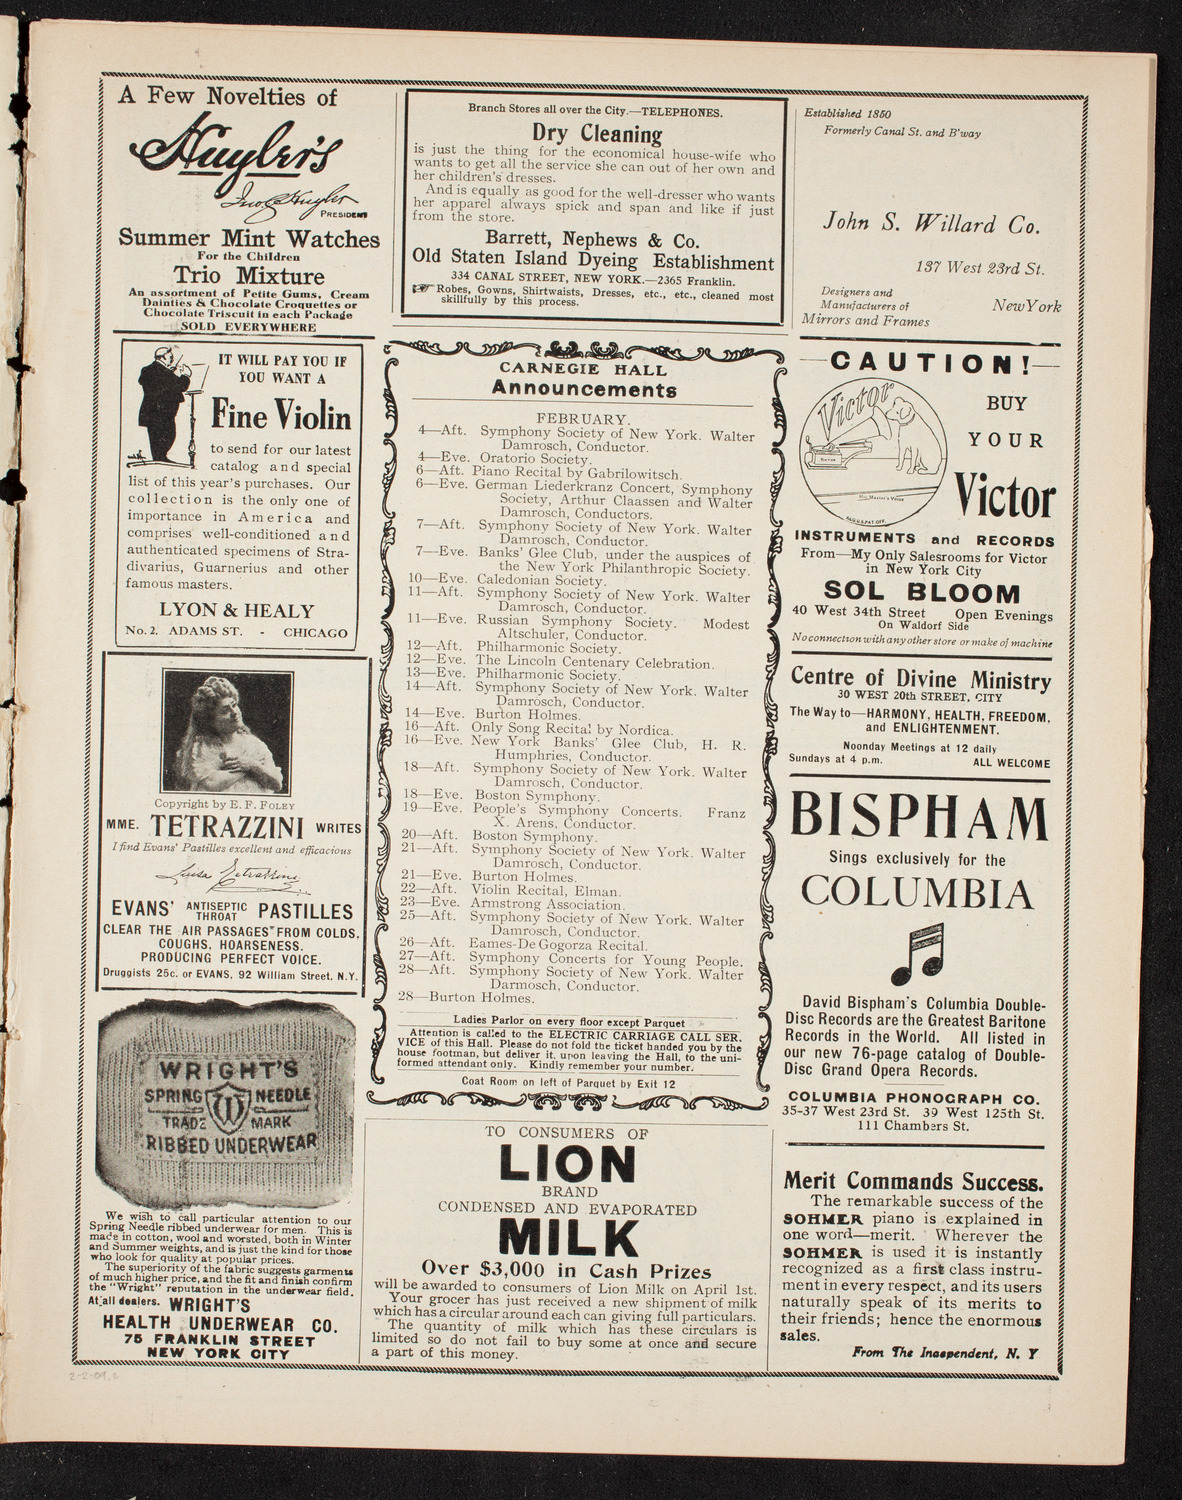 A Few Novelties of
Huyler's
Jno. S. Huyler
PRESIDENT
Summer Mint Watches
For the Children
Trio Mixture
An assortment of Petite Gums, Cream
Dainties & Chocolate Croquettes or
Chocolate Triscuit in each Package
SOLD EVERYWHERE
Branch Stores all over the City.—TELEPHONES.
Dry Cleaning
is just the thing for the economical house-wife who
wants to get all the service she can out of her own and
her children's dresses.
And is equally as good for the well-dresser who wants
her apparel always spick and span and like if just
from the store.
Barrett, Nephews & Co.
Old Staten Island Dyeing Establishment
334 CANAL STREET, NEW YORK.—2365 Franklin.
☞ Robes, Gowns, Shirtwaists, Dresses, etc., etc., cleaned most
skillfully by this process.
Established 1850
Formerly Canal St. and B'way
John S. Willard Co.
137 West 23rd St.
Designers and
Manufacturers of
New York
Mirrors and Frames
IT WILL PAY YOU IF
YOU WANT A
Fine Violin
to send for our latest
catalog and special
list of this year's purchases. Our
collection is the only one of
importance in America and
comprises well-conditioned and
authenticated specimens of Stra-
divarius, Guarnerius and other
famous masters.
LYON & HEALY
No. 2. ADAMS ST. - CHICAGO
Copyright by E. F. FOLEY
MME. TETRAZZINI WRITES
I find Evans' Pastilles excellent and efficacious
Luisa Tetrazzini
EVANS' ANTISEPTIC THROAT PASTILLES
CLEAR THE AIR PASSAGES FROM COLDS,
COUGHS, HOARSENESS.
PRODUCING PERFECT VOICE.
Druggists 25c. or EVANS, 92 William Street, N.Y.
WRIGHT'S
SPRING NEEDLE
W
TRADE MARK
RIBBED UNDERWEAR
We wish to call particular attention to our
Spring Needle ribbed underwear for men. This is
made in cotton, wool and worsted, both in Winter
and Summer weights, and is just the kind for those
who look for quality at popular prices.
The superiority of the fabric suggests garments
of much higher price, and the fit and finish confirm
the "Wright" reputation in the underwear field.
At all dealers. WRIGHT'S
HEALTH UNDERWEAR CO.
75 FRANKLIN STREET
NEW YORK CITY
CARNEGIE HALL
Announcements
FEBRUARY.
4—Aft. Symphony Society of New York. Walter
Damrosch, Conductor.
4—Eve. Oratorio Society.
6—Aft. Piano Recital by Gabrilowitsch.
6—Eve. German Liederkranz Concert, Symphony
Society, Arthur Claassen and Walter
Damrosch, Conductors.
7—Aft. Symphony Society of New York. Walter
Damrosch, Conductor.
7—Eve. Banks' Glee Club, under the auspices of
the New York Philanthropic Society.
10—Eve. Caledonian Society.
11—Aft. Symphony Society of New York. Walter
Damrosch, Conductor.
11—Eve. Russian Symphony Society. Modest
Altschuler, Conductor.
12—Aft. Philharmonic Society.
12—Eve. The Lincoln Centenary Celebration.
13—Eve. Philharmonic Society.
14—Aft. Symphony Society of New York. Walter
Damrosch, Conductor.
14—Eve. Burton Holmes.
16—Aft. Only Song Recital by Nordica.
16—Eve. New York Banks' Glee Club, H. R.
Humphries, Conductor.
18—Aft. Symphony Society of New York. Walter
Damrosch, Conductor.
18—Eve. Boston Symphony.
19—Eve. People's Symphony Concerts. Franz
X. Arens, Conductor.
20—Aft. Boston Symphony.
21—Aft. Symphony Society of New York. Walter
Damrosch, Conductor.
21—Eve. Burton Holmes.
22—Aft. Violin Recital, Elman.
23—Eve. Armstrong Association.
25—Aft. Symphony Society of New York. Walter
Damrosch, Conductor.
26—Aft. Eames-De Gogorza Recital.
27—Aft. Symphony Concerts for Young People.
28—Aft. Symphony Society of New York. Walter
Darmosch, Conductor.
28—Burton Holmes.
Ladies Parlor on every floor except Parquet
Attention is called to the ELECTRIC CARRIAGE CALL SER-
VICE of this Hall. Please do not fold the ticket handed you by the
house footman, but deliver it, upon leaving the Hall, to the uni-
formed attendant only. Kindly remember your number.
Coat Room on left of Parquet by Exit 12
TO CONSUMERS OF
LION
BRAND
CONDENSED AND EVAPORATED
MILK
Over $3,000 in Cash Prizes
will be awarded to consumers of Lion Milk on April 1st.
Your grocer has just received a new shipment of milk
which has a circular around each can giving full particulars.
The quantity of milk which has these circulars is
limited so do not fail to buy some at once and secure
a part of this money.
CAUTION!
Victor
His Master's Voice
REG.U.S.PAT.OFF.
BUY
YOUR
Victor
INSTRUMENTS and RECORDS
From—My Only Salesrooms for Victor
in New York City
SOL BLOOM
40 West 34th Street Open Evenings
On Waldorf Side
No connection with any other store or make of machine
Centre of Divine Ministry
30 WEST 20th STREET, CITY
The Way to—HARMONY, HEALTH, FREEDOM,
and ENLIGHTENMENT.
Noonday Meetings at 12 daily
Sundays at 4 p.m. ALL WELCOME
BISPHAM
Sings exclusively for the
COLUMBIA
David Bispham's Columbia Double-
Disc Records are the Greatest Baritone
Records in the World. All listed in
our new 76-page catalog of Double-
Disc Grand Opera Records.
COLUMBIA PHONOGRAPH CO.
35-37 West 23rd St. 39 West 125th St.
111 Chambers St.
Merit Commands Success.
The remarkable success of the
SOHMER piano is explained in
one word—merit. Wherever the
SOHMER is used it is instantly
recognized as a first class instru-
ment in every respect, and its users
naturally speak of its merits to
their friends; hence the enormous
sales.
From The Independent, N. Y
2-2-09.2